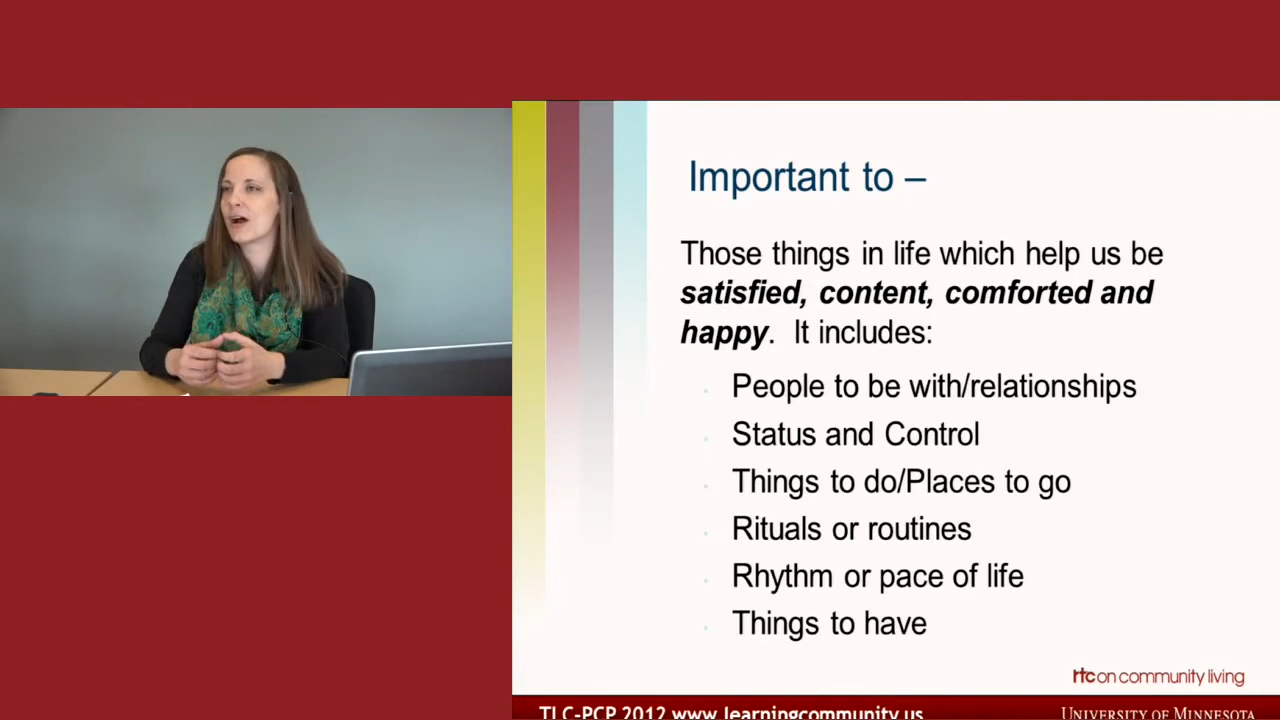 Important to –
Those things in life which help us be
satisfied, content, comforted and
happy. It includes:
People to be with/relationships
Status and Control
Things to do/Places to go
Rituals or routines
Rhythm or pace of life
Things to have
rtc on community living
TLC-PCP 2012 www.learningcommunity.us
UNIVERSITY OF MINNESOTA